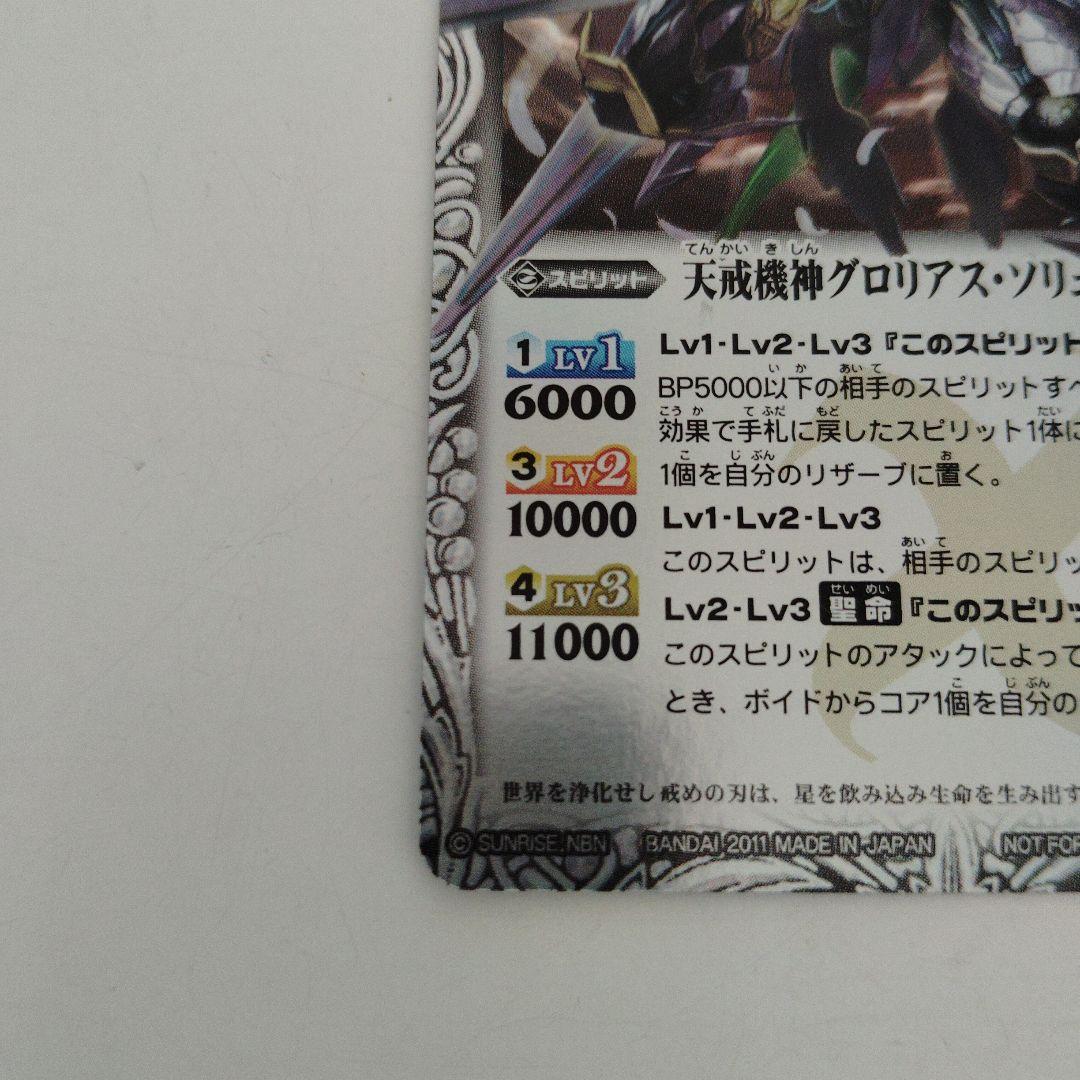 てんかいきしん
スピリット 天戒機神グロリアス・ソリュ
1 LV1
6000
3 LV2
10000
4 LV3
11000
Lv1・Lv2・Lv3『このスピリット
いか あいて
BP5000以下の相手のスピリットすべ
こうか てふだ もど たい
効果で手札に戻したスピリット1体に
こ じぶん お
1個を自分のリザーブに置く。
Lv1・Lv2・Lv3
あいて
このスピリットは、相手のスピリッ
せいめい
Lv2・Lv3 聖命『このスピリッ
このスピリットのアタックによって
こ じぶん
とき、ボイドからコア1個を自分の
世界を浄化せし戒めの刃は、星を飲み込み生命を生み出す
© SUNRISE.NBN BANDAI 2011 MADE IN JAPAN NOT FOR